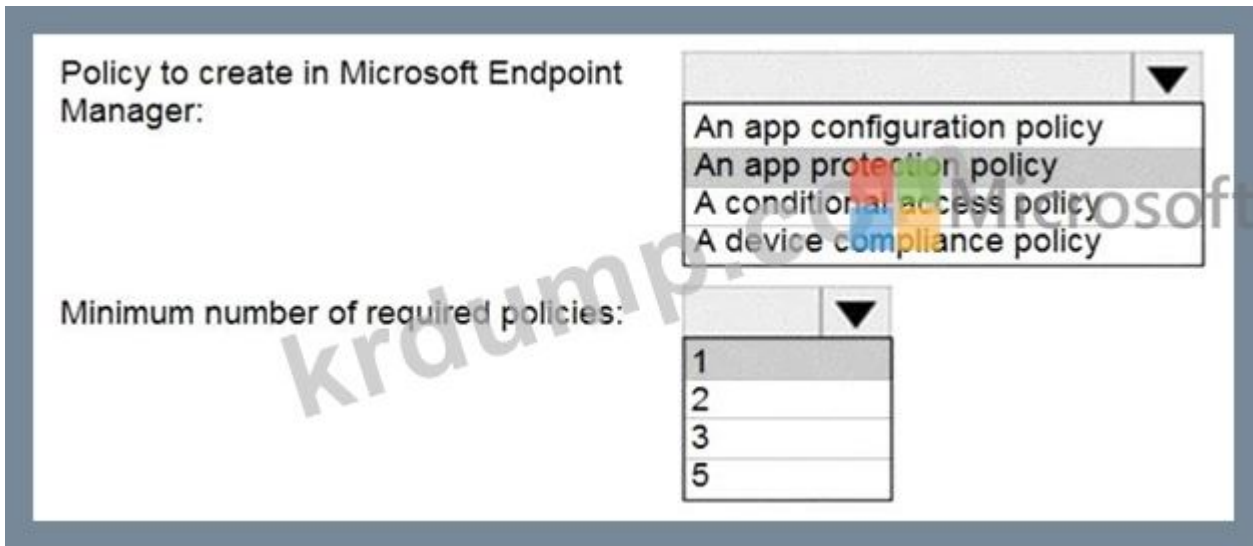 Policy to create in Microsoft Endpoint
Manager:
An app configuration policy
An app protection policy
A conditional access policy
A device compliance policy
Microsoft
krdump.co
Minimum number of required policies:
1
2
3
5